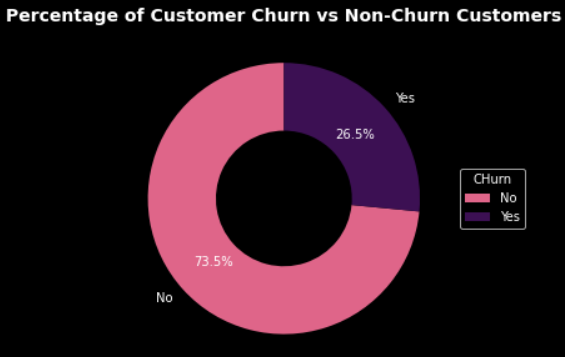 Percentage of Customer Churn vs Non-Churn Customers
Yes
26.5%
CHurn
No
Yes
73.5%
No